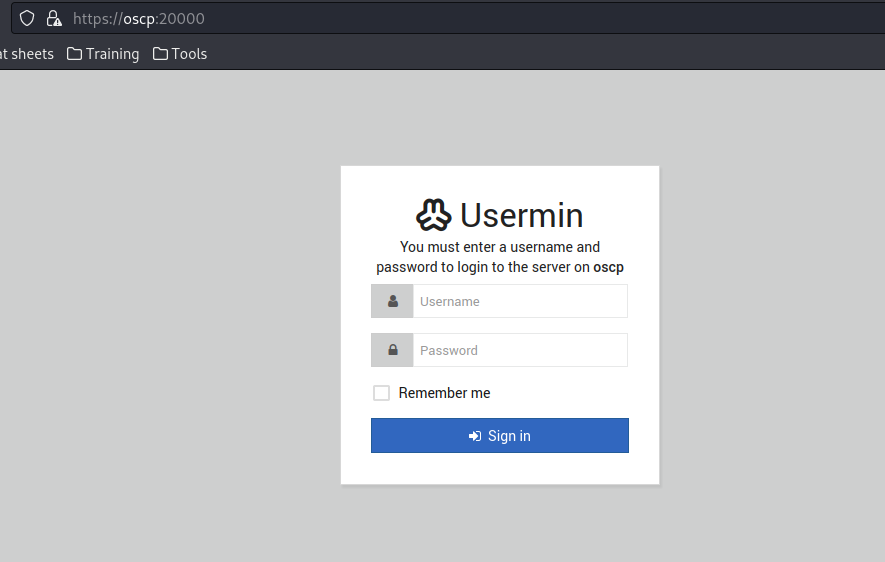 https://oscp:20000
at sheets Training Tools
Usermin
You must enter a username and
password to login to the server on oscp
Username
Password
Remember me
Sign in